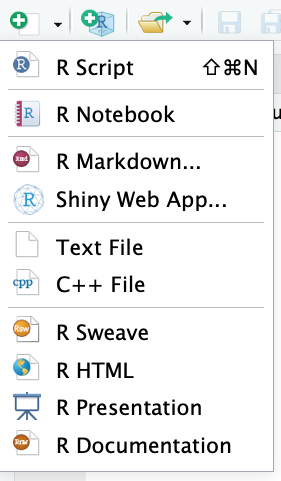 R Script ⇧⌘N
R Notebook
R Markdown...
Shiny Web App...
Text File
C++ File
R Sweave
R HTML
R Presentation
R Documentation